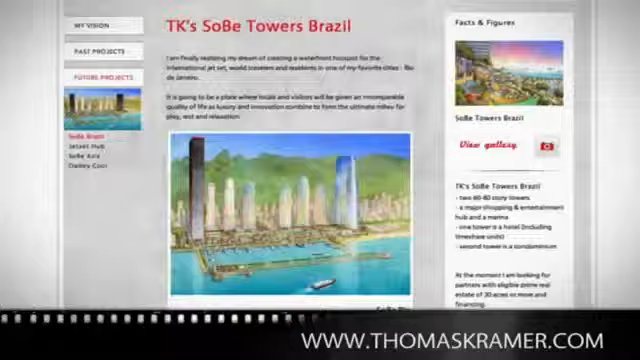 MY VISION
PAST PROJECTS
FUTURE PROJECTS
SoBe Brazil
Jetset Hub
SoBe Asia
TK's SoBe Towers Brazil
I am finally realizing my dream of creating a waterfront hotspot for the
international jet set, world travelers and residents in one of my favorite cities - Rio
de Janeiro.
It is going to be a place where locals and visitors will be given an incomparable
quality of life as luxury and innovation combine to form the ultimate milieu for
play, rest and relaxation.
Facts & Figures
SoBe Towers Brazil
View gallery
TK's SoBe Towers Brazil
- two 60-80 story towers
- a major shopping & entertainment
hub and a marina
- one tower is a hotel (including
timeshare units)
- second tower is a condominium
At the moment I am looking for
partners with eligible prime real
estate of 30 acres or more and
financing.
WWW.THOMASKRAMER.COM